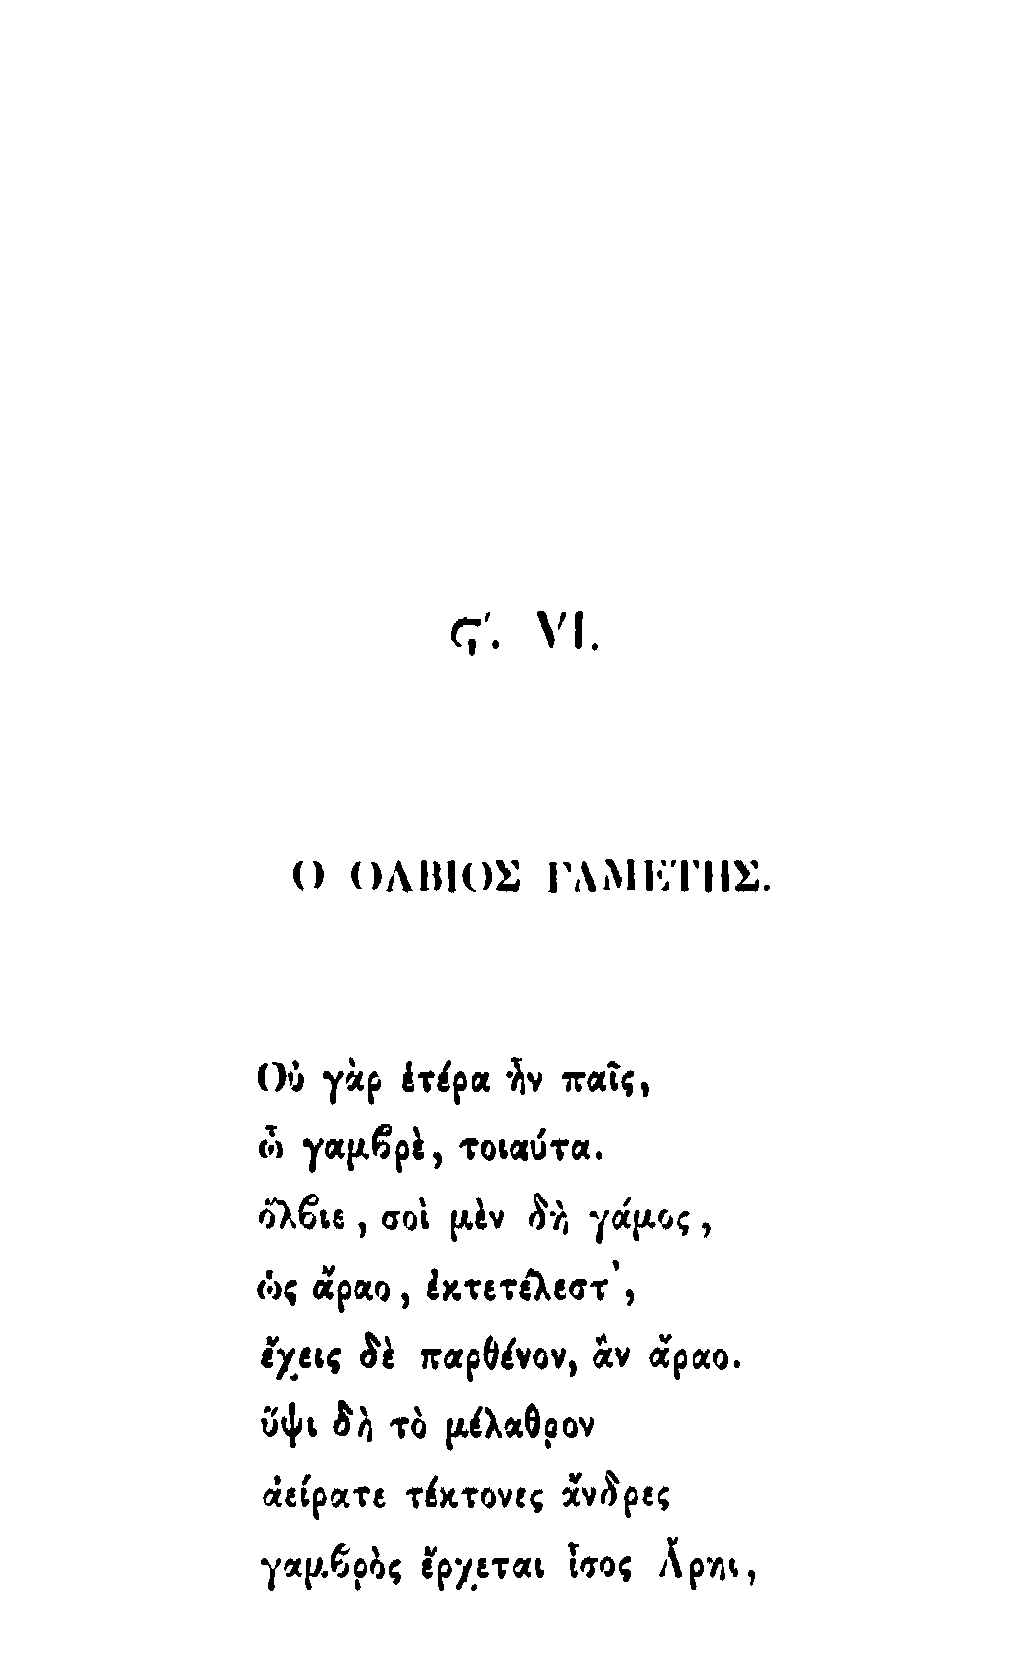 ϛ'. VI.
Ο ΟΛΒΙΟΣ ΓΑΜΕΤΗΣ.
Οὐ γὰρ ἑτέρα ἦν παῖς,
ὦ γαμϐρὲ, τοιαύτα.
ὄλϐιε, σοὶ μὲν δὴ γάμος,
ὡς ἄραο, ἐκτετέλεστ᾽,
ἔχεις δὲ παρθένον, ἂν ἄραο.
ὕψι δὴ τὸ μέλαθρον
ἀείρατε τέκτονες ἄνδρες
γαμϐρὸς ἔρχεται ἶσος Ἄρηι,